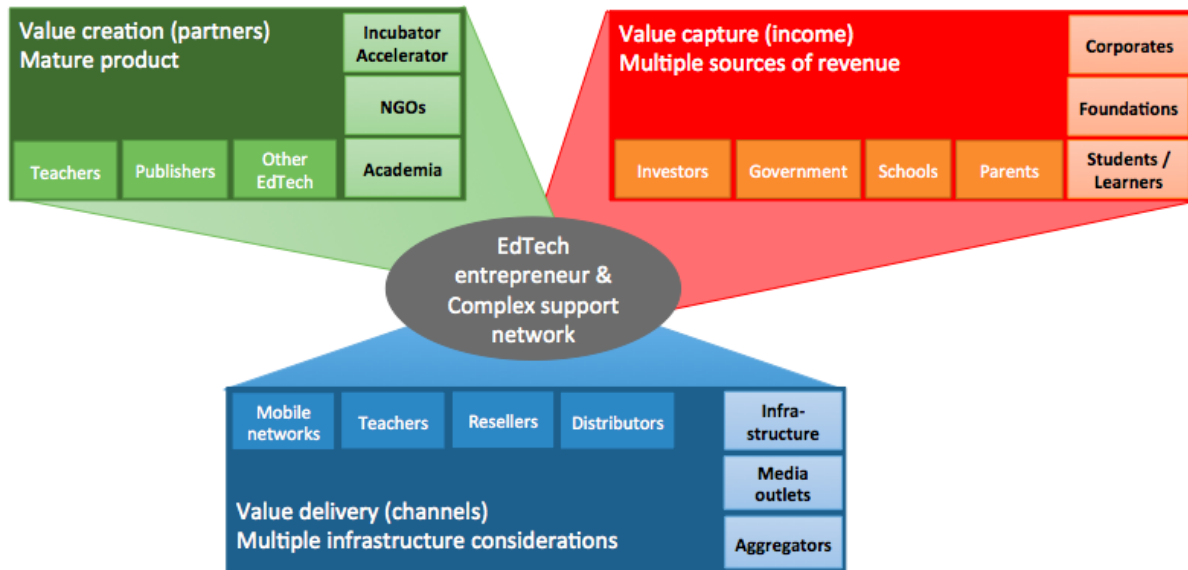 Value creation (partners)
Mature product
Incubator
Accelerator
NGOs
Academia
Teachers
Publishers
Other
EdTech
Value capture (income)
Multiple sources of revenue
Corporates
Foundations
Students /
Learners
Investors
Government
Schools
Parents
EdTech
entrepreneur &
Complex support
network
Mobile
networks
Teachers
Resellers
Distributors
Infra-
structure
Media
outlets
Aggregators
Value delivery (channels)
Multiple infrastructure considerations